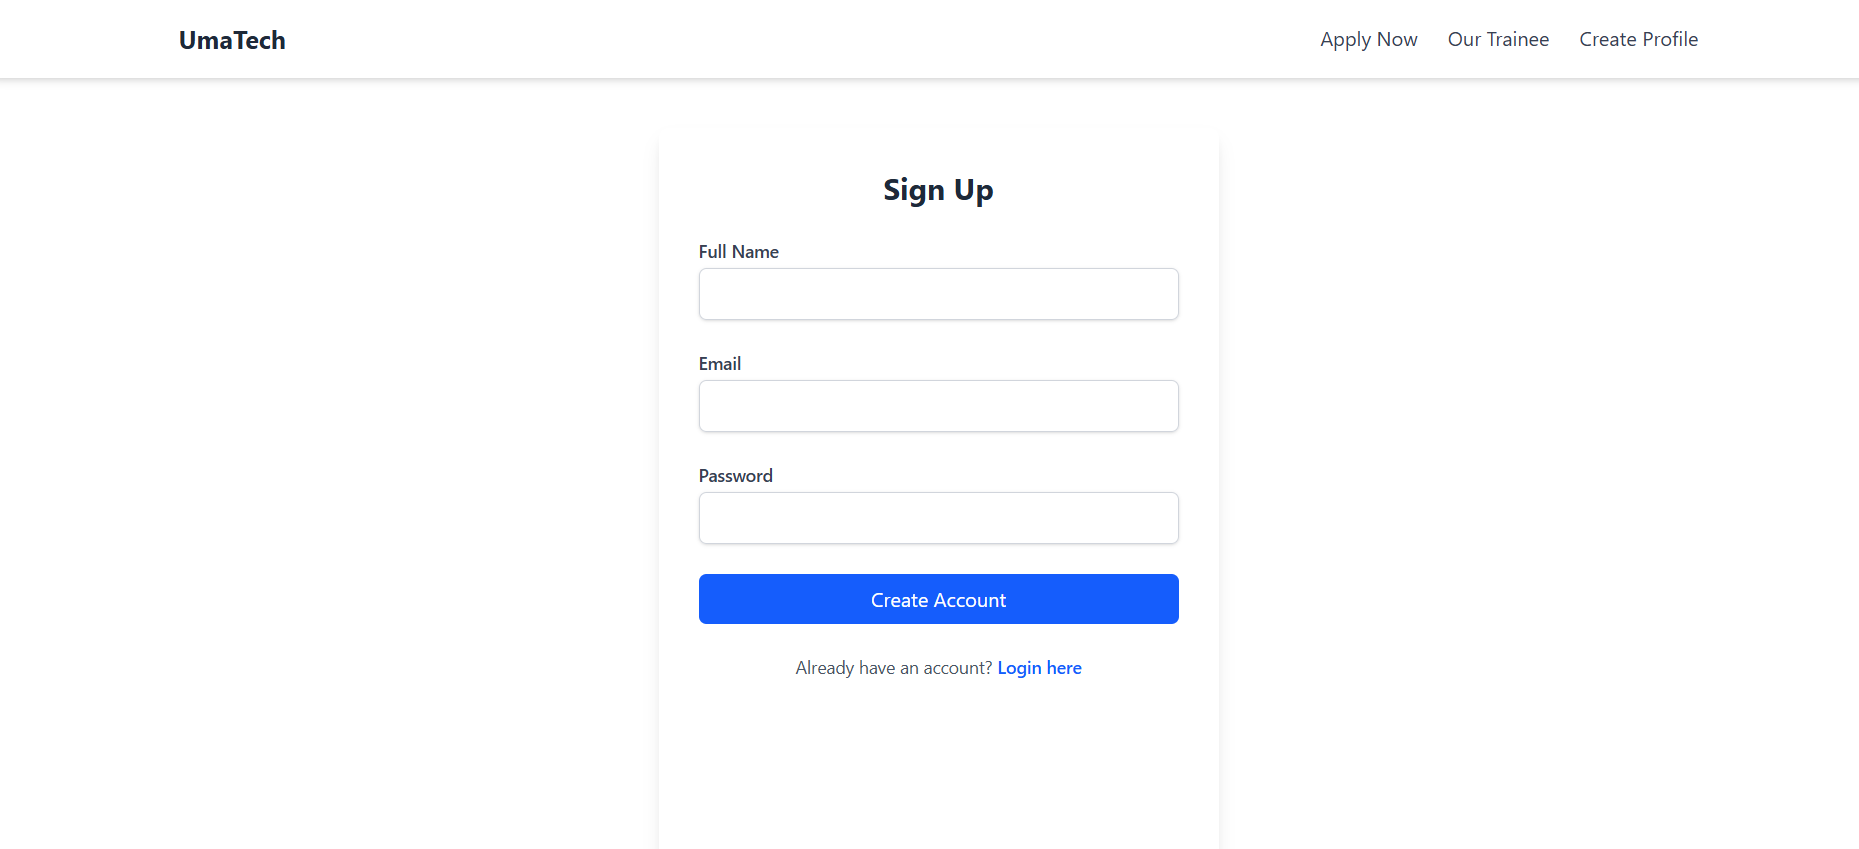 UmaTech
Apply Now Our Trainee Create Profile
Sign Up
Full Name
Email
Password
Create Account
Already have an account? Login here